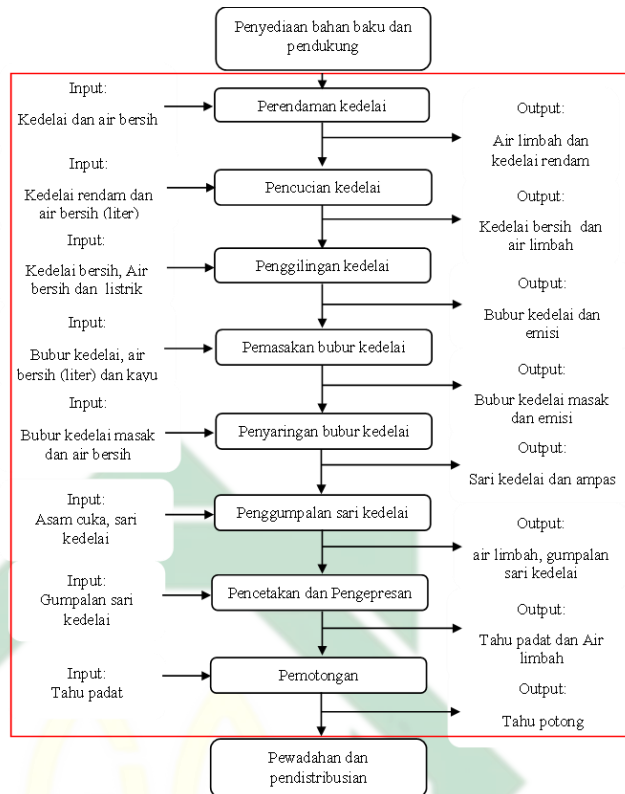 Penyediaan bahan baku dan
pendukung
Input:
Kedelai dan air bersih
Perendaman kedelai
Output:
Air limbah dan
kedelai rendam
Input:
Kedelai rendam dan
air bersih (liter)
Pencucian kedelai
Output:
Kedelai bersih dan
air limbah
Input:
Kedelai bersih, Air
bersih dan listrik
Penggilingan kedelai
Output:
Bubur kedelai dan
emisi
Input:
Bubur kedelai, air
bersih (liter) dan kayu
Pemasakan bubur kedelai
Output:
Bubur kedelai masak
dan emisi
Input:
Bubur kedelai masak
dan air bersih
Penyaringan bubur kedelai
Output:
Sari kedelai dan ampas
Input:
Asam cuka, sari
kedelai
Penggumpalan sari kedelai
Output:
air limbah, gumpalan
sari kedelai
Input:
Gumpalan sari
kedelai
Pencetakan dan Pengepresan
Output:
Tahu padat dan Air
limbah
Input:
Tahu padat
Pemotongan
Output:
Tahu potong
Pewadahan dan
pendistribusian